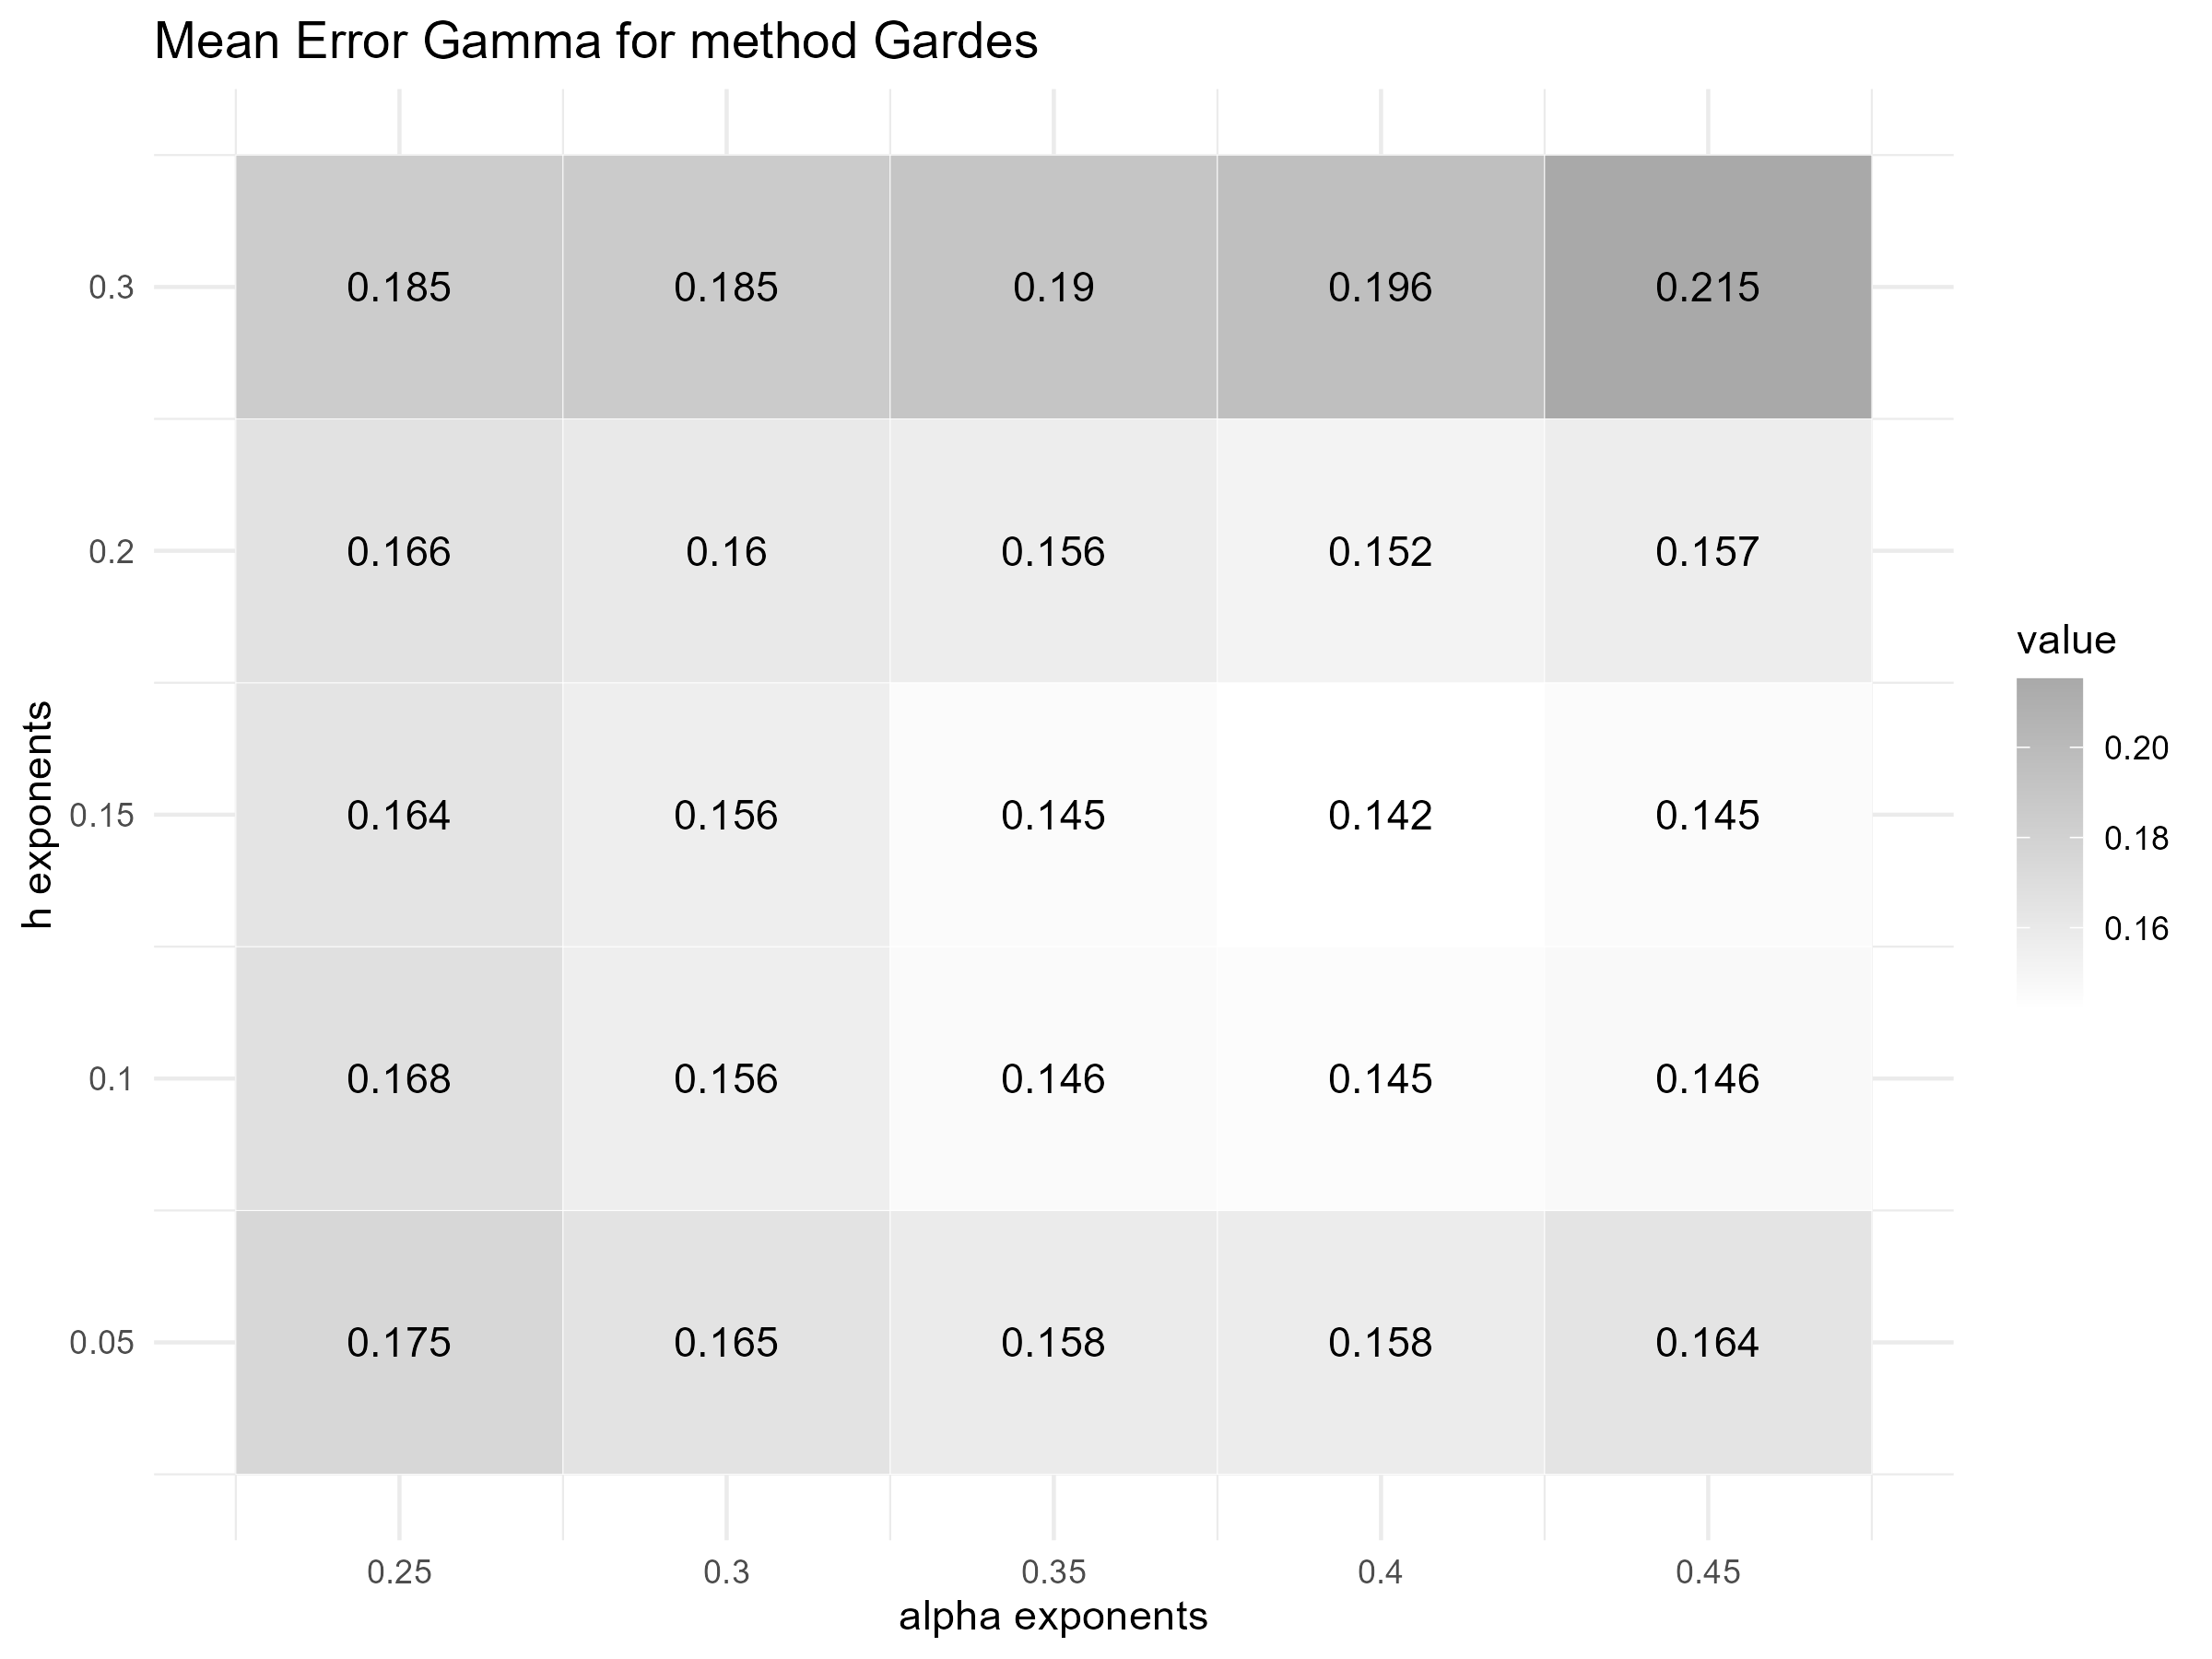 Mean Error Gamma for method Gardes
0.3 0.185 0.185 0.19 0.196 0.215
0.2 0.166 0.16 0.156 0.152 0.157
0.15 0.164 0.156 0.145 0.142 0.145
0.1 0.168 0.156 0.146 0.145 0.146
0.05 0.175 0.165 0.158 0.158 0.164
0.25 0.3 0.35 0.4 0.45
alpha exponents
h exponents
value
0.20
0.18
0.16